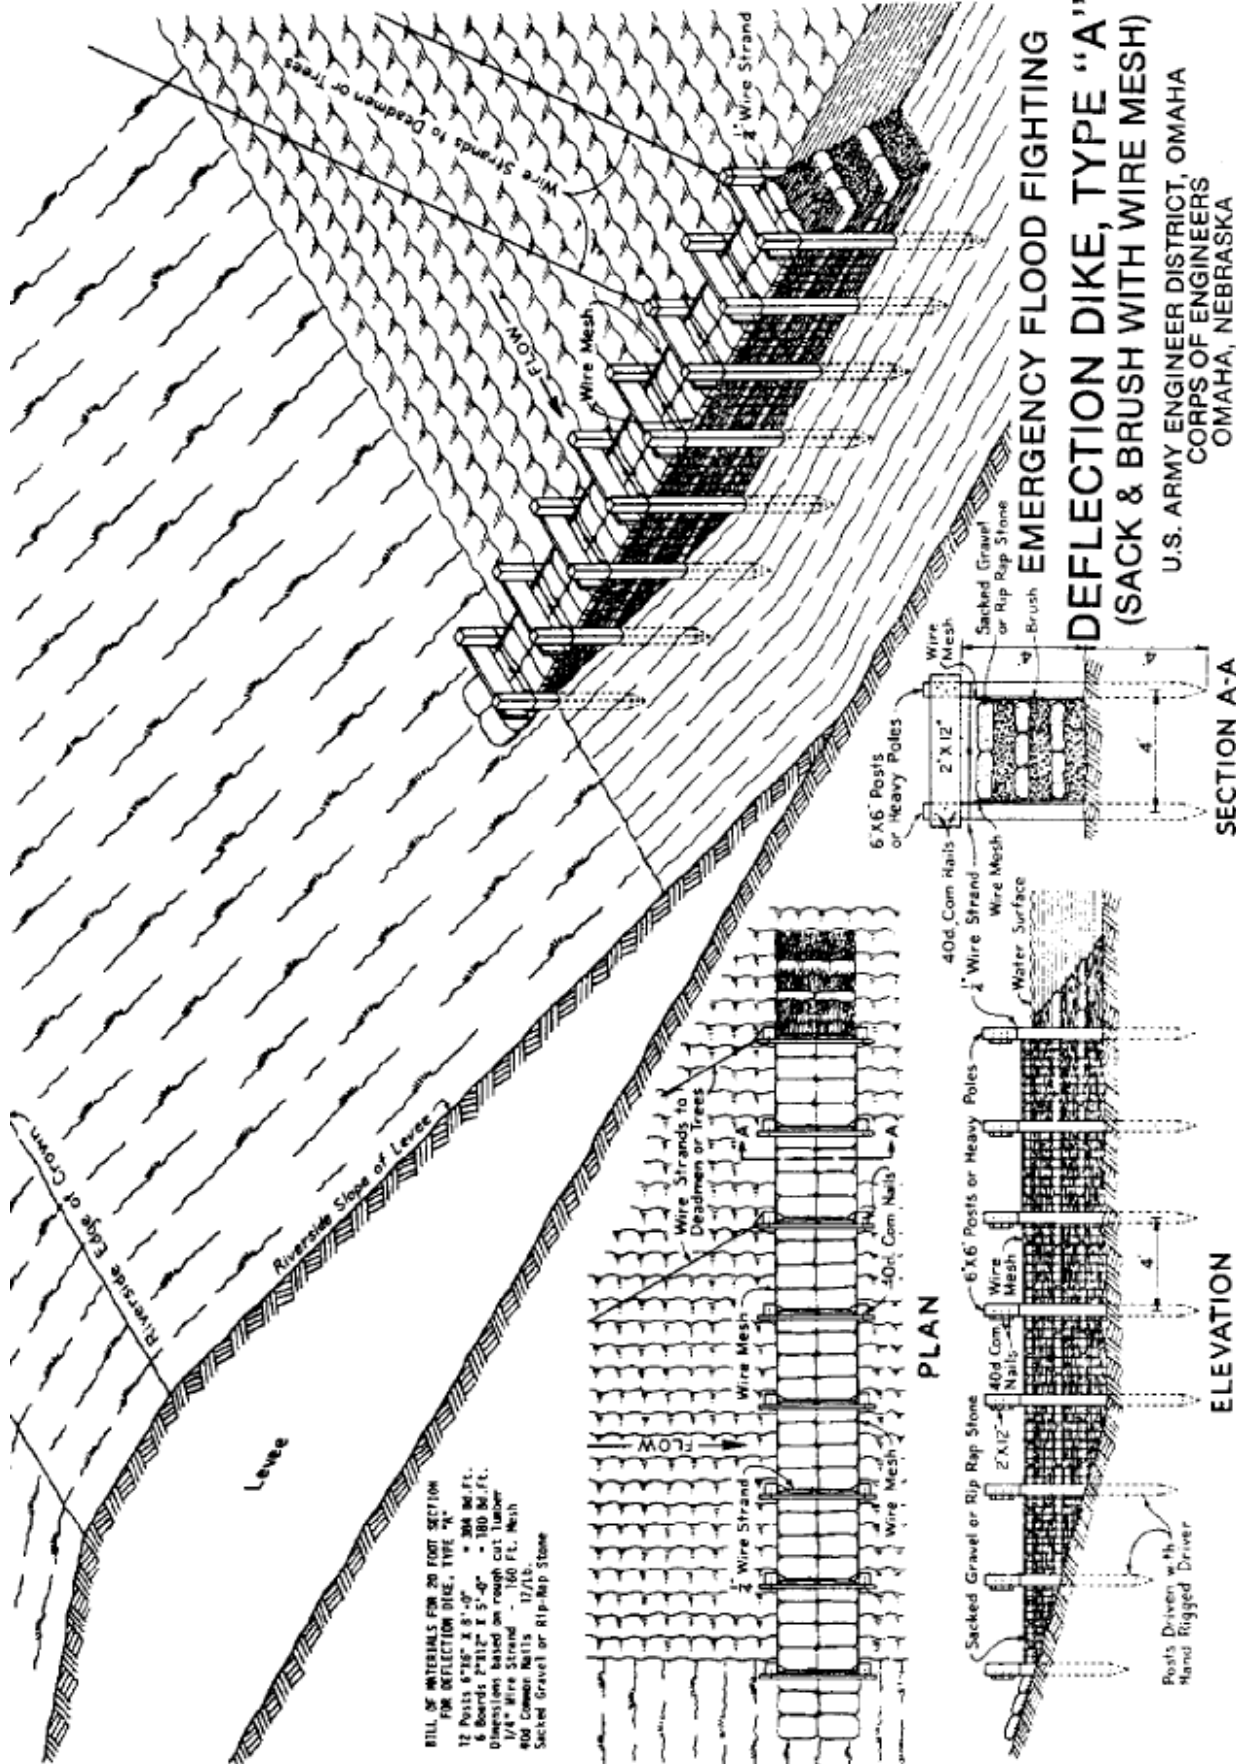 EMERGENCY FLOOD FIGHTING
DEFLECTION DIKE, TYPE "A"
(SACK & BRUSH WITH WIRE MESH)
U.S. ARMY ENGINEER DISTRICT, OMAHA
CORPS OF ENGINEERS
OMAHA, NEBRASKA
Riverside Edge of Crown
Riverside Slope of Levee
Levee
Wire Strands to Deadmen or Trees
FLOW
Wire Mesh
¼" Wire Strand
BILL OF MATERIALS FOR 20 FOOT SECTION
FOR DEFLECTION DIKE, TYPE "A"
12 Posts 6"X6" X 8'-0" = Bd.Ft.
6 Boards 2"X12" X 5'-0" = 180 Bd.Ft.
Dimensions based on rough cut lumber
1/4" Wire Strand - 160 Ft. Mesh
40d Common Nails 17/Lb.
Sacked Gravel or Rip-Rap Stone
Wire Strands to
Deadmen or Trees
¼" Wire Strand
FLOW
Wire Mesh
Wire Mesh
A
A
40d. Com Nails
PLAN
Sacked Gravel or Rip Rap Stone
2"X12"
40d Com.
Nails
Wire
Mesh
6"X6" Posts or Heavy Poles
¼" Wire Strand
Water Surface
4'
Posts Driven with
Hand Rigged Driver
ELEVATION
6"X6" Posts
or Heavy Poles
40d. Com Nails
2"X12"
Wire Mesh
Wire
Mesh
Sacked Gravel
or Rip Rap Stone
Brush
4'
4'
4'
SECTION A-A